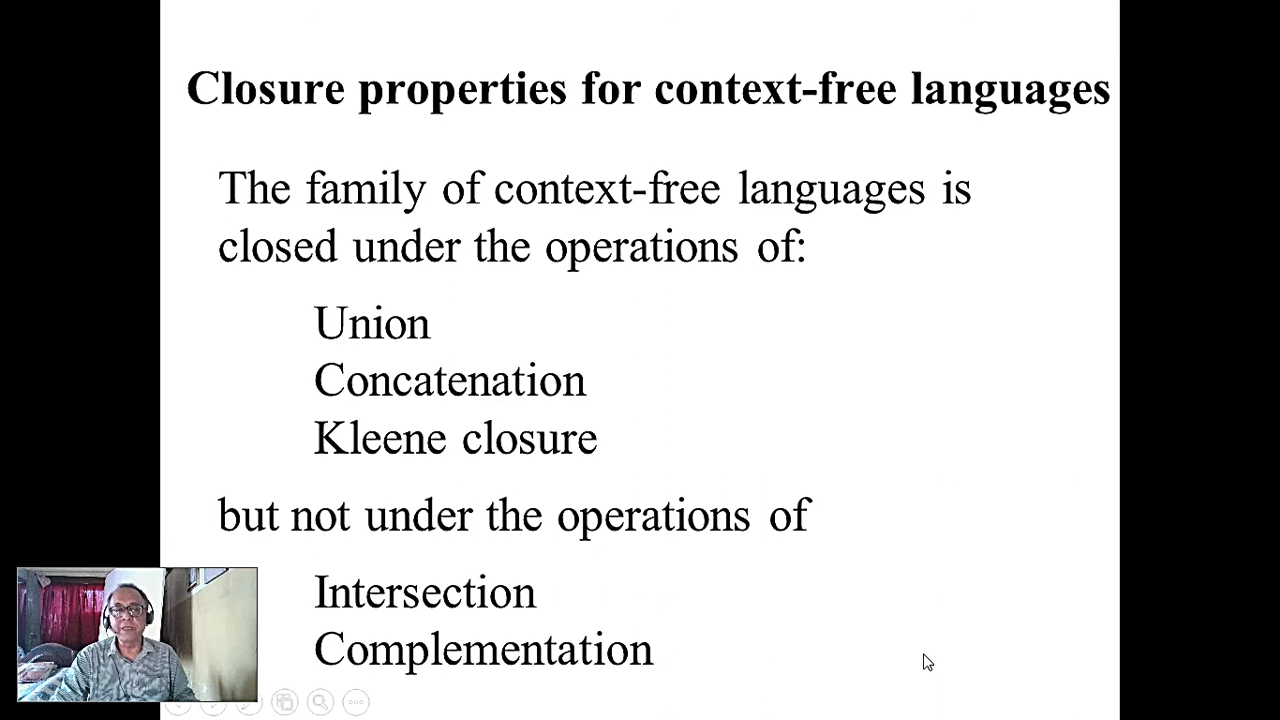 Closure properties for context-free languages
The family of context-free languages is
closed under the operations of:
Union
Concatenation
Kleene closure
but not under the operations of
Intersection
Complementation